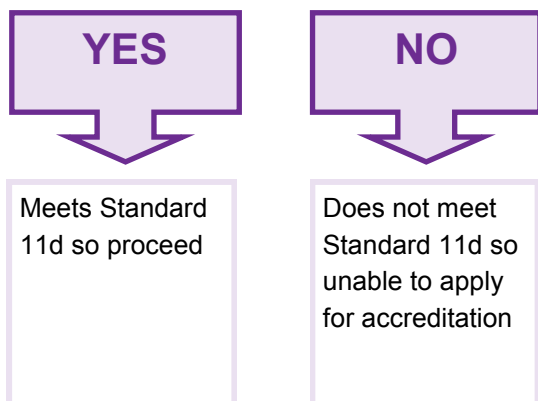 YES
Meets Standard
11d so proceed
NO
Does not meet
Standard 11d so
unable to apply
for accreditation